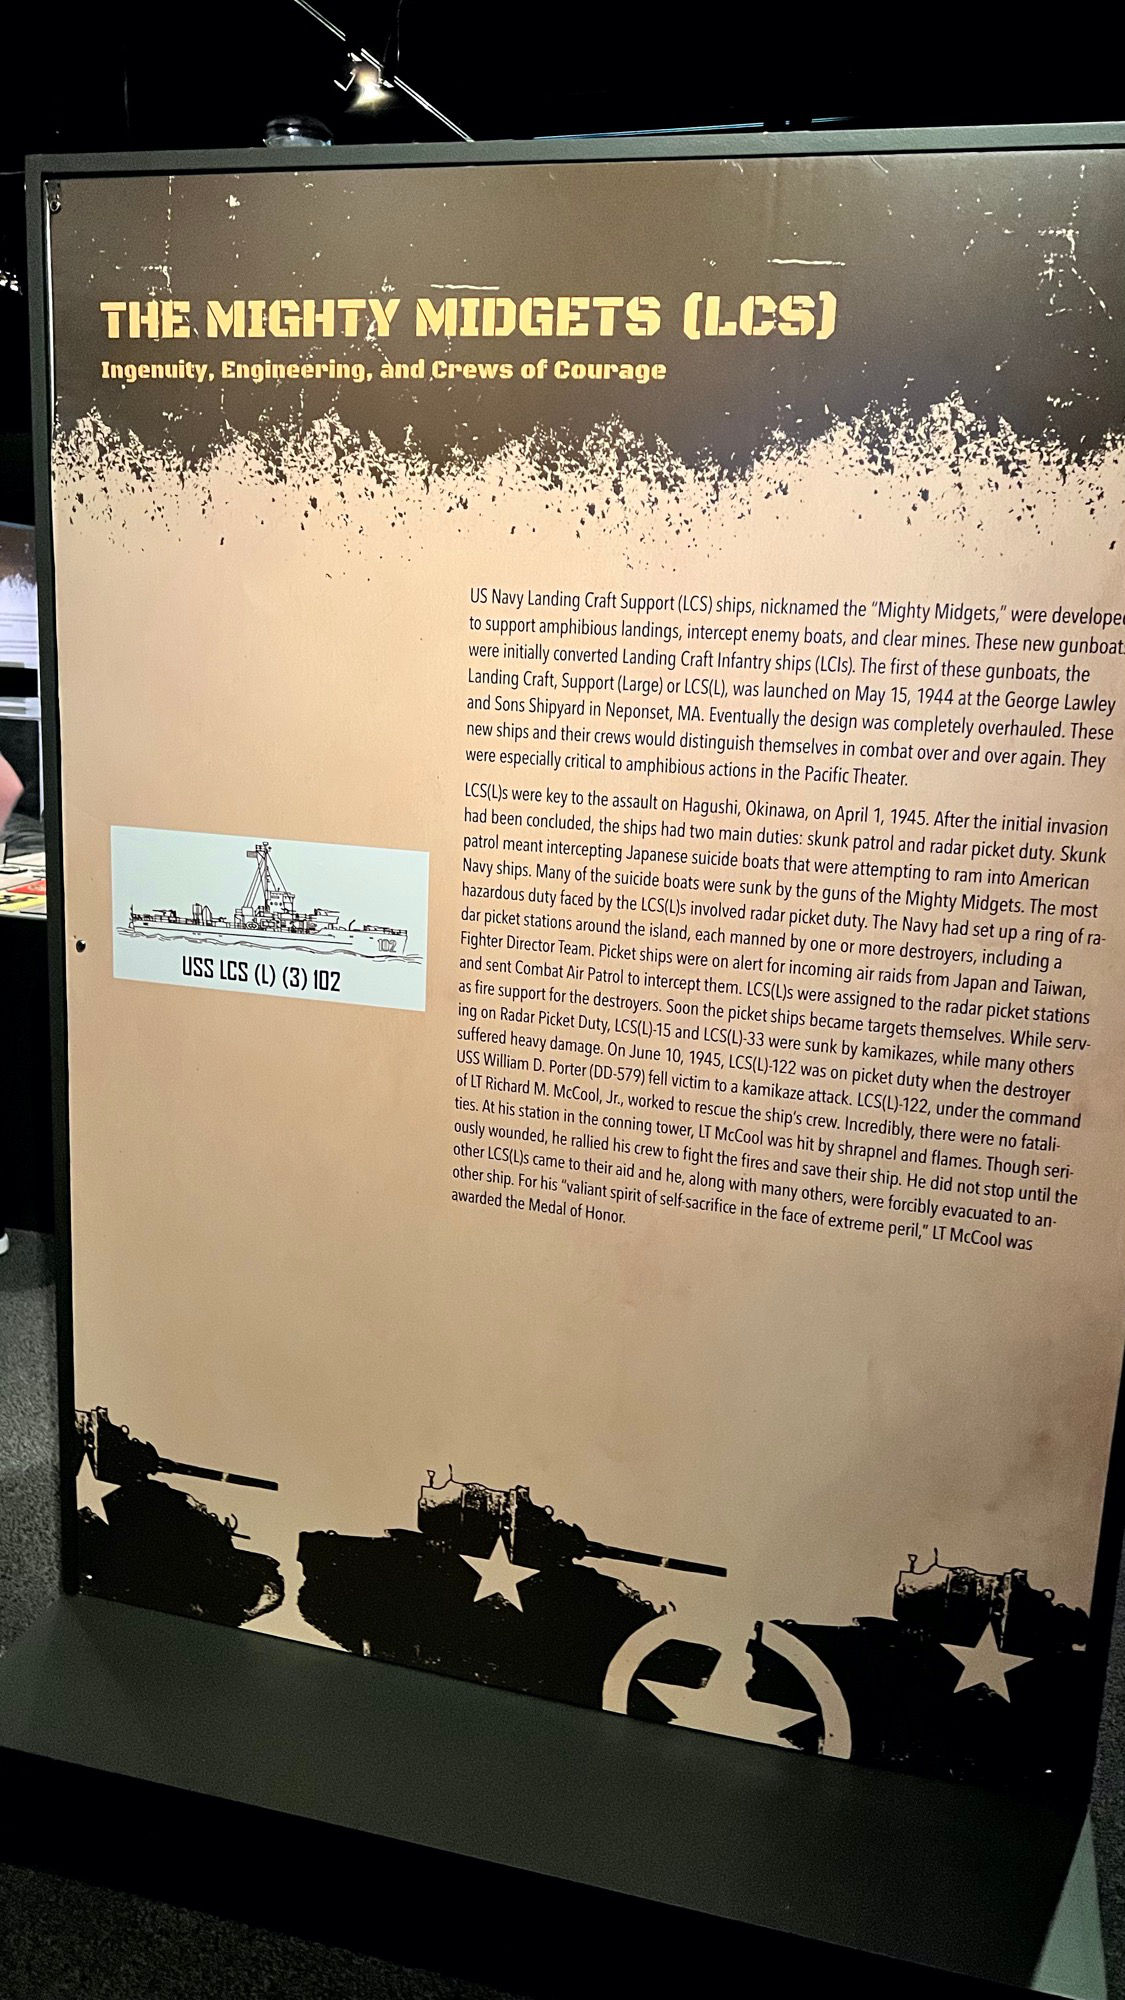 THE MIGHTY MIDGETS (LCS)
Ingenuity, Engineering, and Crews of Courage
US Navy Landing Craft Support (LCS) ships, nicknamed the "Mighty Midgets," were develope
to support amphibious landings, intercept enemy boats, and clear mines. These new gunboat
were initially converted Landing Craft Infantry ships (LCIs). The first of these gunboats, the
Landing Craft, Support (Large) or LCS(L), was launched on May 15, 1944 at the George Lawley
and Sons Shipyard in Neponset, MA. Eventually the design was completely overhauled. These
new ships and their crews would distinguish themselves in combat over and over again. They
were especially critical to amphibious actions in the Pacific Theater.
LCS(L)s were key to the assault on Hagushi, Okinawa, on April 1, 1945. After the initial invasion
had been concluded, the ships had two main duties: skunk patrol and radar picket duty. Skunk
patrol meant intercepting Japanese suicide boats that were attempting to ram into American
Navy ships. Many of the suicide boats were sunk by the guns of the Mighty Midgets. The most
hazardous duty faced by the LCS(L)s involved radar picket duty. The Navy had set up a ring of ra-
dar picket stations around the island, each manned by one or more destroyers, including a
Fighter Director Team. Picket ships were on alert for incoming air raids from Japan and Taiwan,
and sent Combat Air Patrol to intercept them. LCS(L)s were assigned to the radar picket stations
as fire support for the destroyers. Soon the picket ships became targets themselves. While serv-
ing on Radar Picket Duty, LCS(L)-15 and LCS(L)-33 were sunk by kamikazes, while many others
suffered heavy damage. On June 10, 1945, LCS(L)-122 was on picket duty when the destroyer
USS William D. Porter (DD-579) fell victim to a kamikaze attack. LCS(L)-122, under the command
of LT Richard M. McCool, Jr., worked to rescue the ship's crew. Incredibly, there were no fatali-
ties. At his station in the conning tower, LT McCool was hit by shrapnel and flames. Though seri-
ously wounded, he rallied his crew to fight the fires and save their ship. He did not stop until the
other LCS(L)s came to their aid and he, along with many others, were forcibly evacuated to an-
other ship. For his "valiant spirit of self-sacrifice in the face of extreme peril," LT McCool was
awarded the Medal of Honor.
102
USS LCS (L) (3) 102